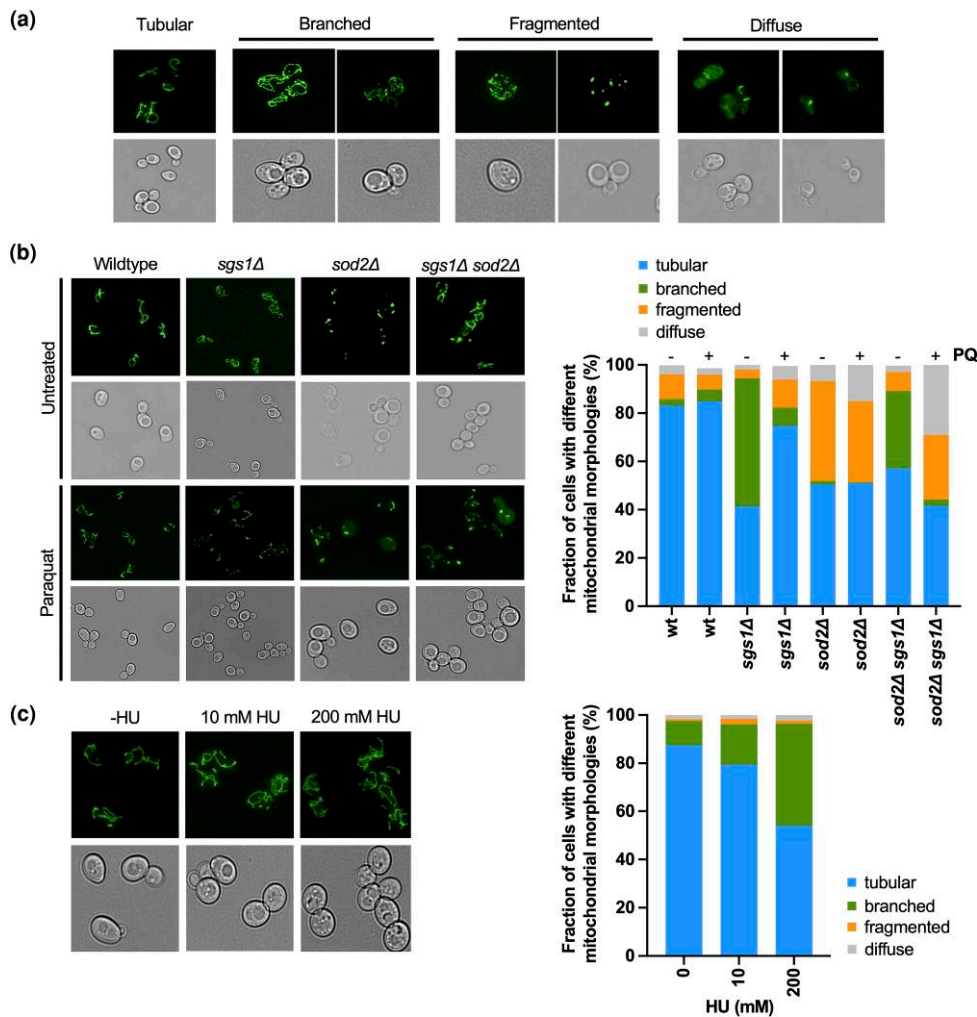 (a)
Tubular Branched Fragmented Diffuse
(b)
Wildtype sgs1Δ sod2Δ sgs1Δ sod2Δ
Untreated
Paraquat
tubular
branched
fragmented
diffuse
- + - + - + - + PQ
Fraction of cells with different
mitochondrial morphologies (%)
100
80
60
40
20
0
wt wt sgs1Δ sgs1Δ sod2Δ sod2Δ sod2Δ sgs1Δ sod2Δ sgs1Δ
(c)
-HU 10 mM HU 200 mM HU
Fraction of cells with different
mitochondrial morphologies (%)
100
80
60
40
20
0
0 10 200
HU (mM)
tubular
branched
fragmented
diffuse